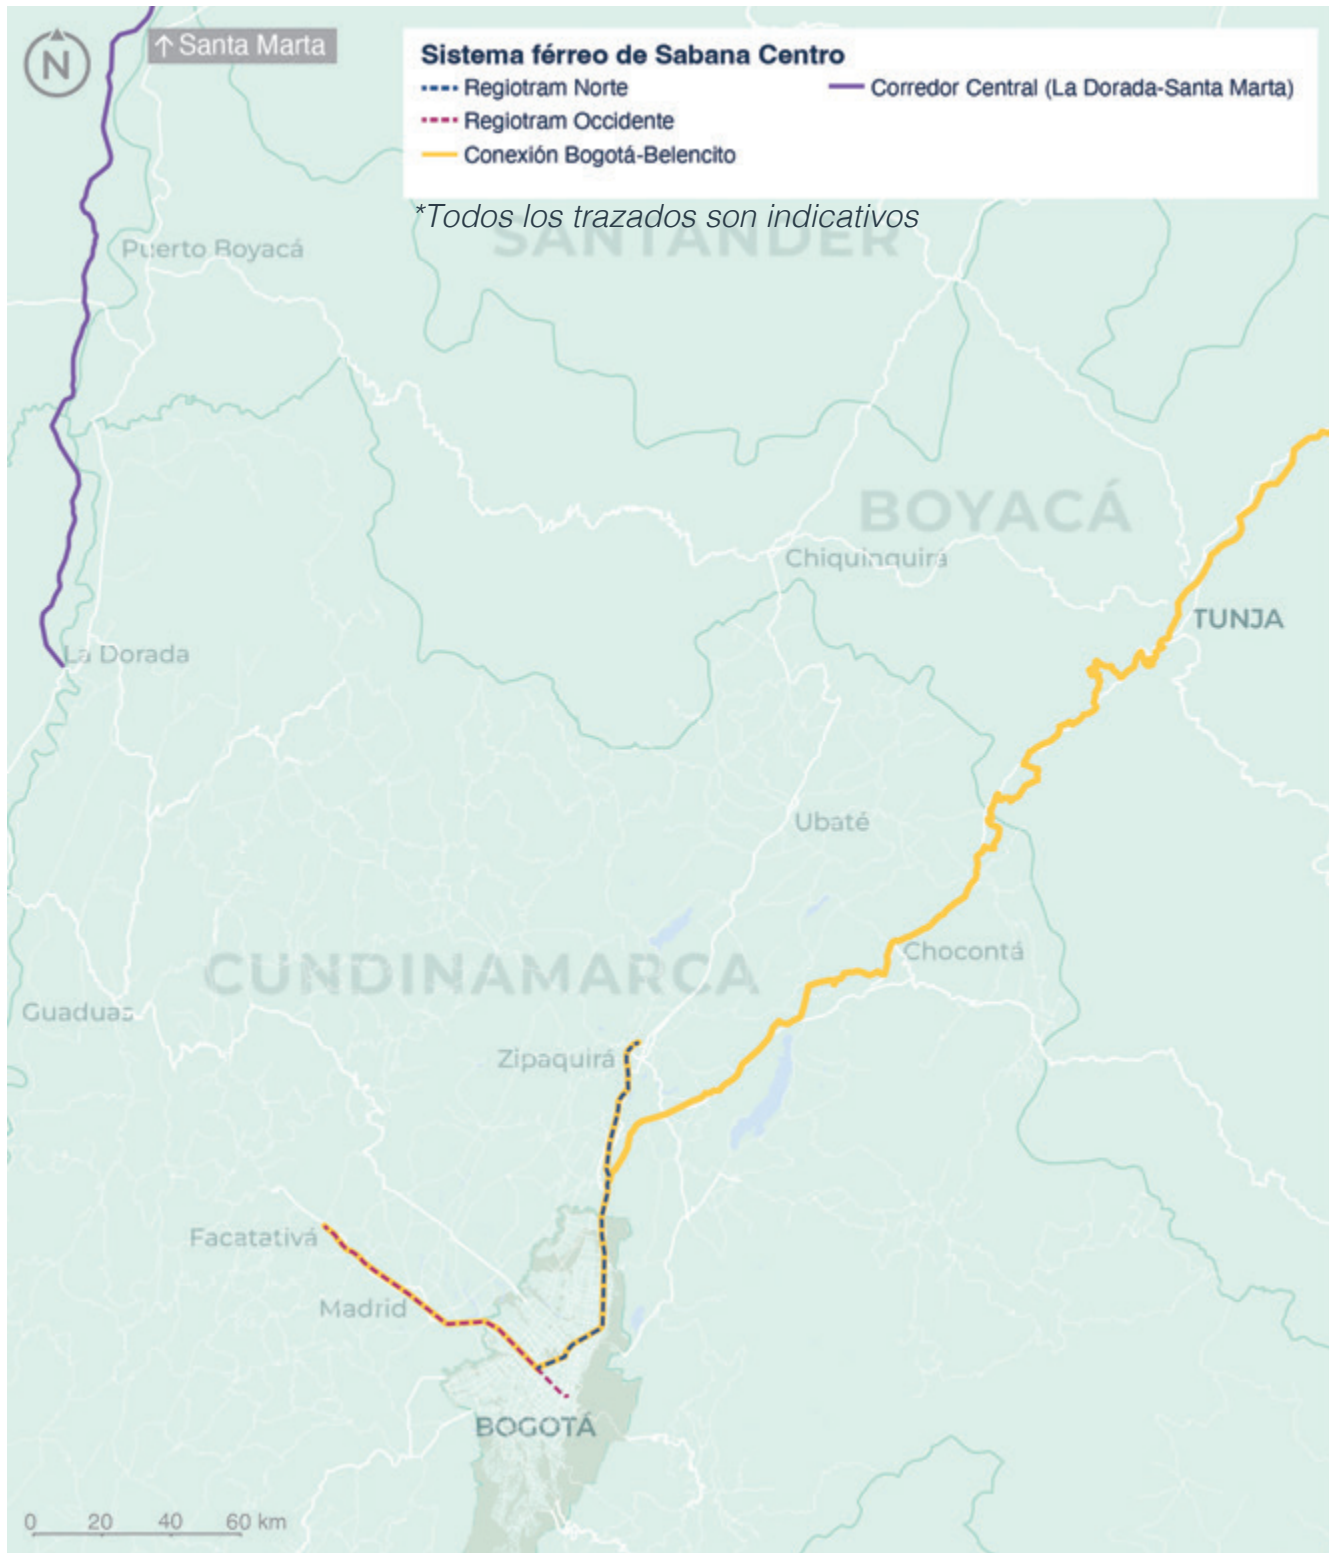 N
↑ Santa Marta
Sistema férreo de Sabana Centro
Regiotram Norte
Corredor Central (La Dorada-Santa Marta)
Regiotram Occidente
Conexión Bogotá-Belencito
*Todos los trazados son indicativos
SANTANDER
Puerto Boyacá
BOYACÁ
Chiquinquirá
TUNJA
La Dorada
Ubaté
Chocontá
CUNDINAMARCA
Guaduas
Zipaquirá
Facatativá
Madrid
BOGOTÁ
0 20 40 60 km